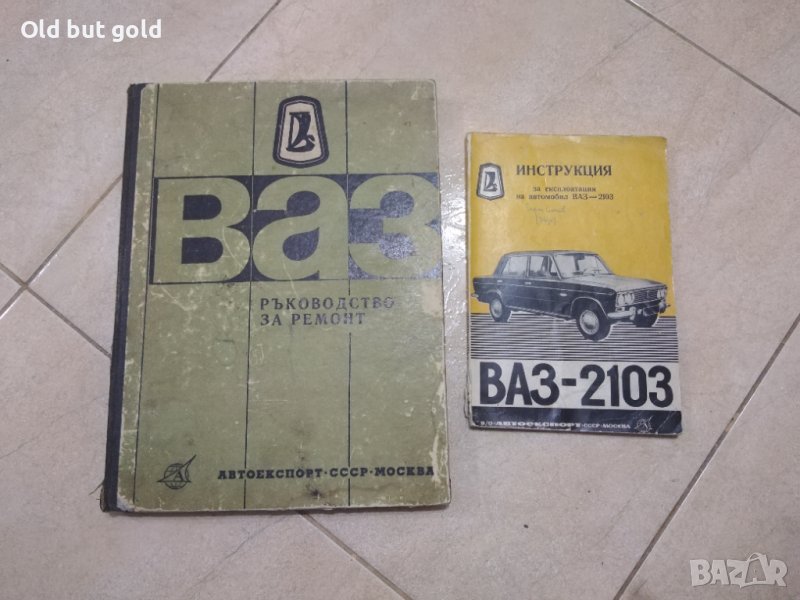 Old but gold
ВАЗ
РЪКОВОДСТВО
ЗА РЕМОНТ
АВТОЕКСПОРТ·СССР·МОСКВА
ИНСТРУКЦИЯ
за експлоатация
на автомобил ВАЗ—2103
ВАЗ-2103
В/О·АВТОЕКСПОРТ·СССР·МОСКВА
BAZAR